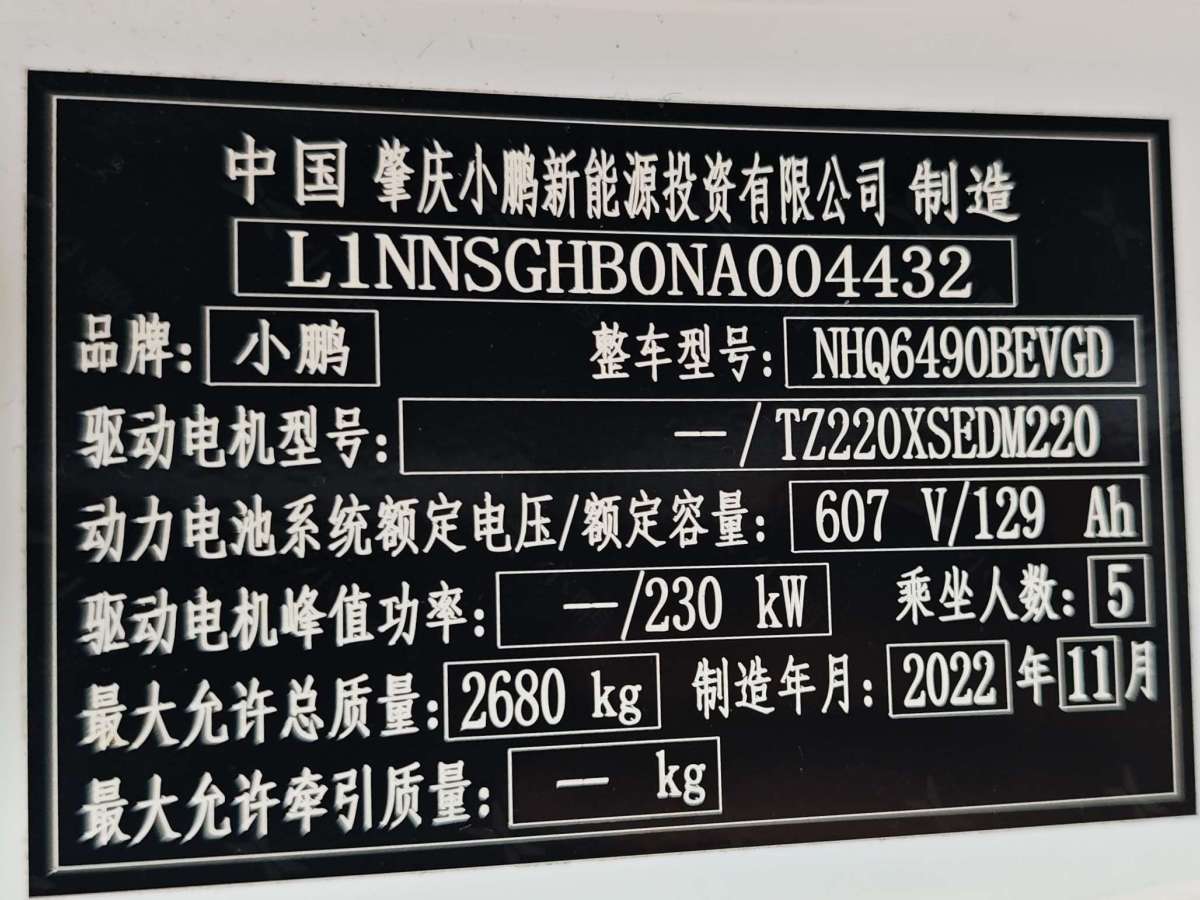 中国 肇庆小鹏新能源投资有限公司 制造
L1NNSGHB0NA004432
品牌: 小鹏 整车型号: NHQ6490BEVGD
驱动电机型号: --/TZ220XSEDM220
动力电池系统额定电压/额定容量: 607 V/129 Ah
驱动电机峰值功率: --/230 kW 乘坐人数: 5
最大允许总质量: 2680 kg 制造年月: 2022 年 11 月
最大允许牵引质量: -- kg